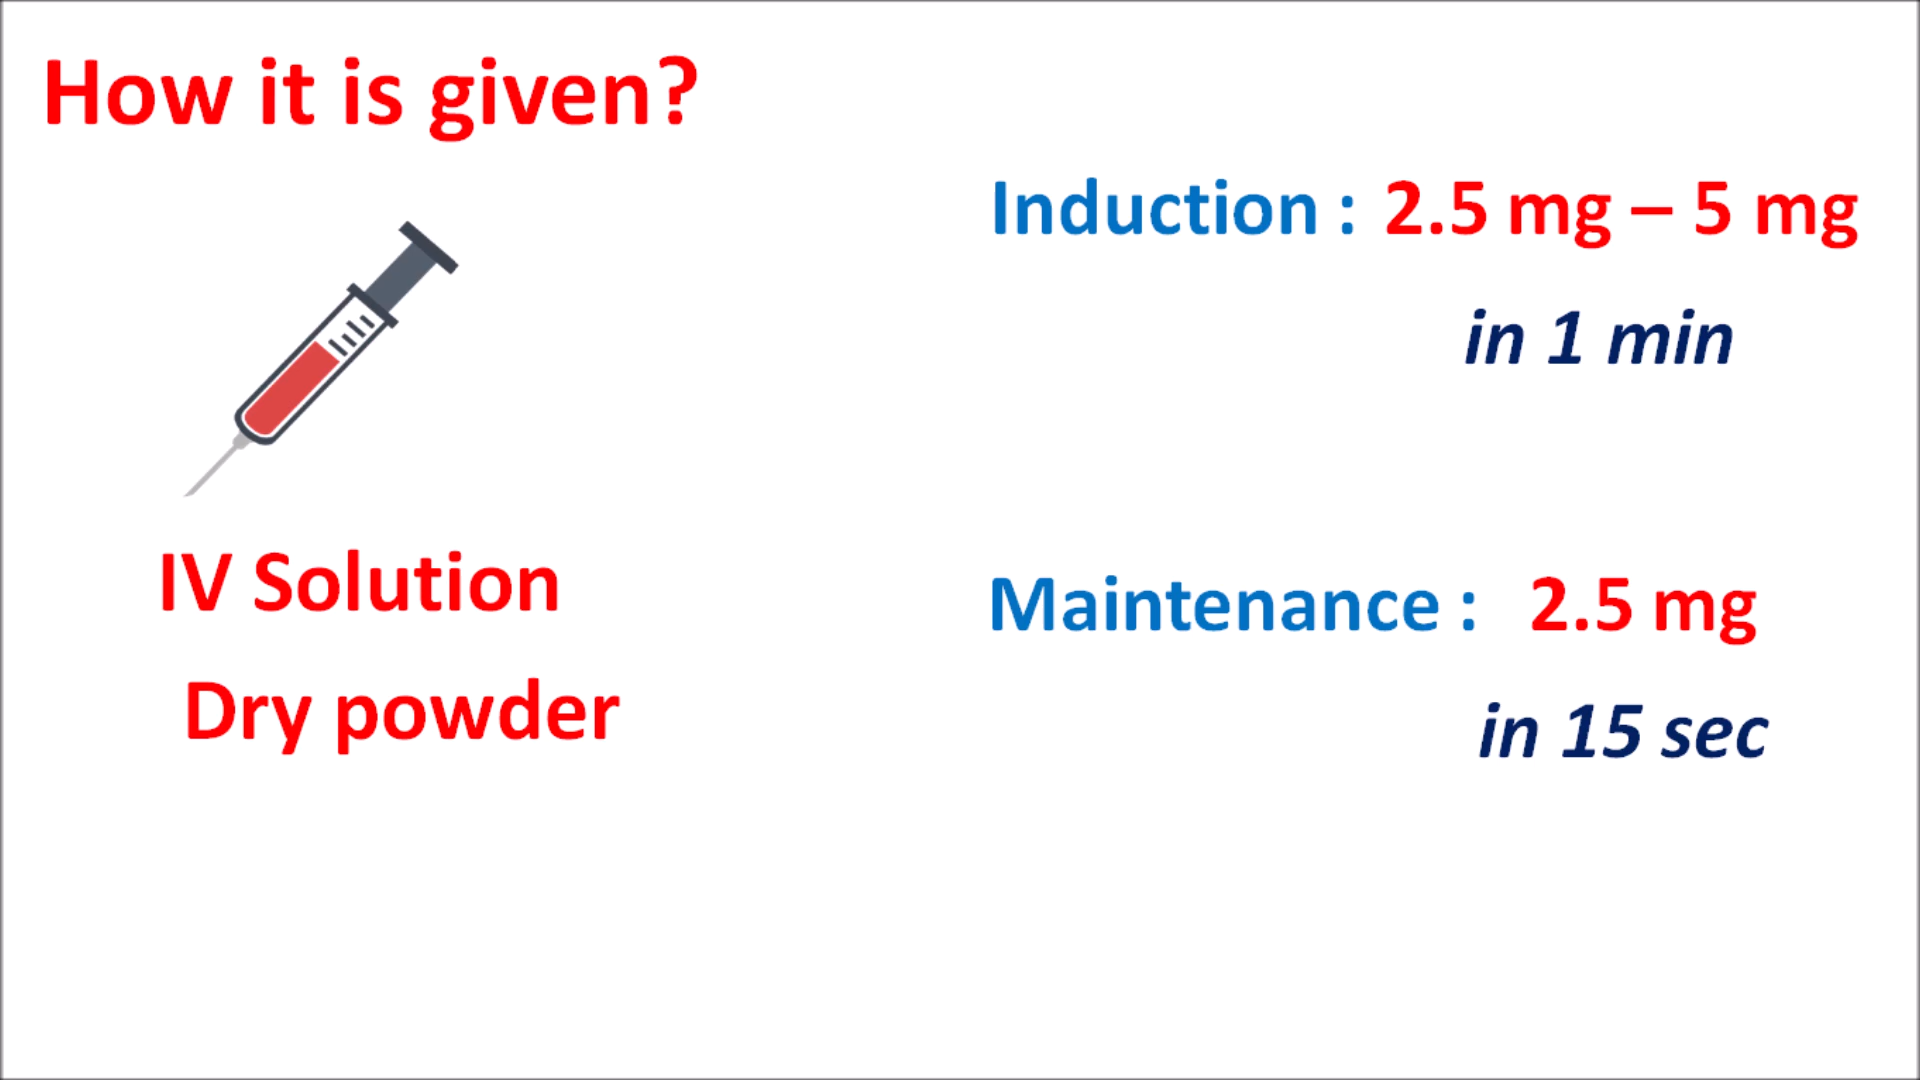 How it is given?
IV Solution
Dry powder
Induction : 2.5 mg – 5 mg
in 1 min
Maintenance : 2.5 mg
in 15 sec